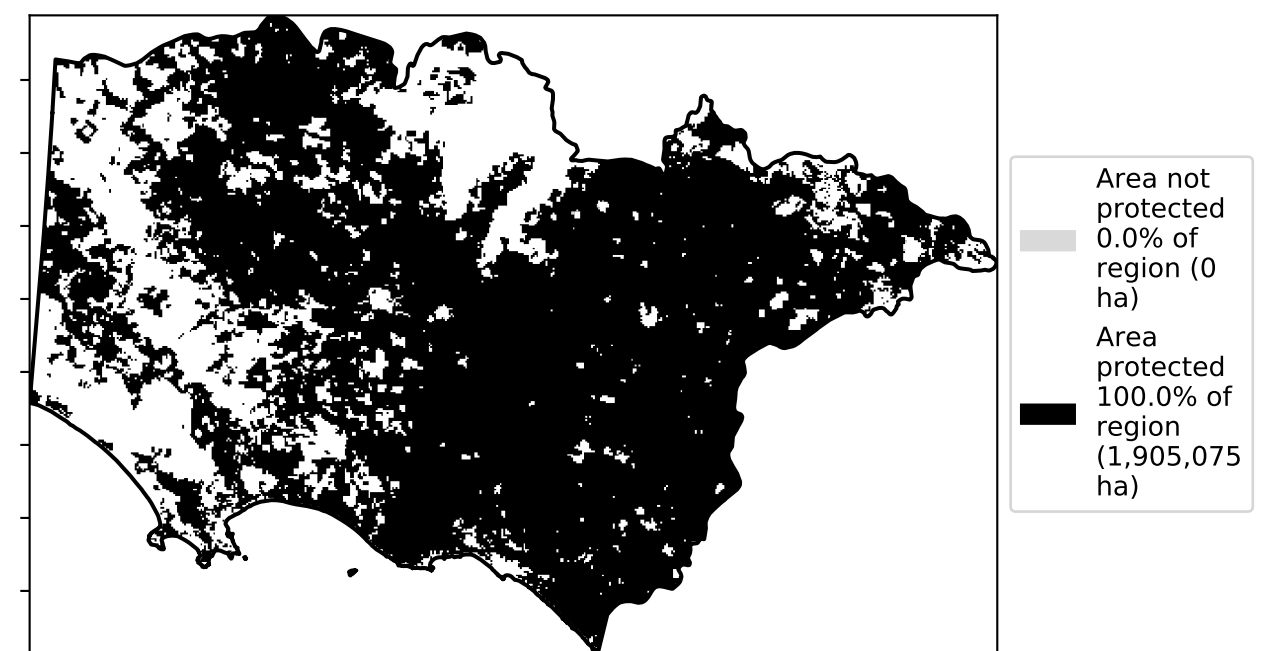 Area not
protected
0.0% of
region (0
ha)
Area
protected
100.0% of
region
(1,905,075
ha)